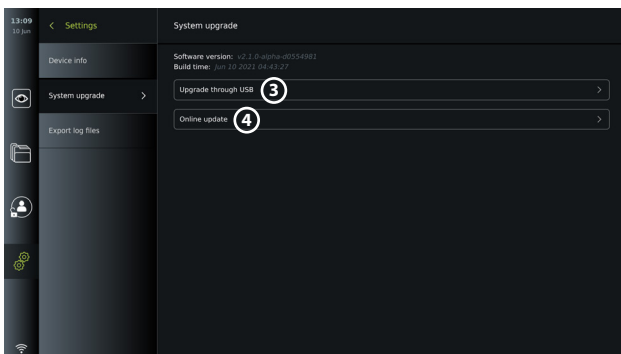 13:09
10 Jun
Settings
System upgrade
Device info
System upgrade
Export log files
Software version: v2.1.0-alpha-d0554981
Build time: Jun 10 2021 04:43:27
Upgrade through USB 3
Online update 4